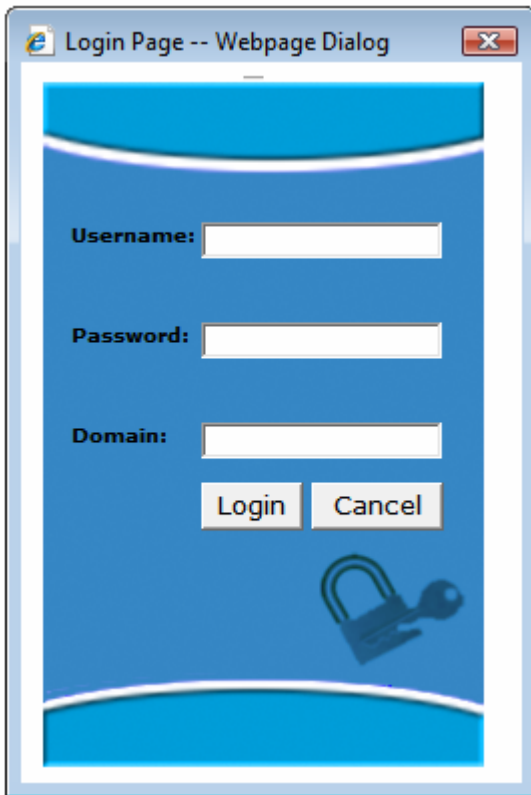 Login Page -- Webpage Dialog
Username:
Password:
Domain:
Login Cancel